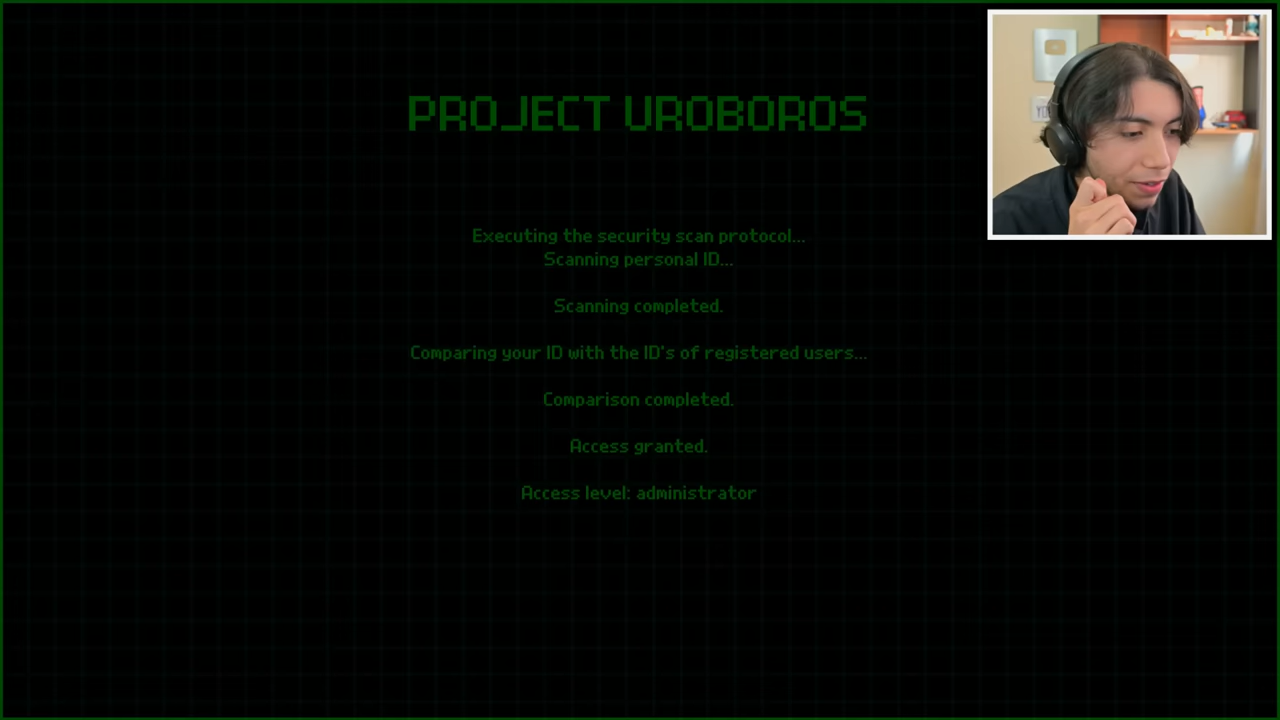 PROJECT UROBOROS
Executing the security scan protocol...
Scanning personal ID...
Scanning completed.
Comparing your ID with the ID's of registered users...
Comparison completed.
Access granted.
Access level: administrator